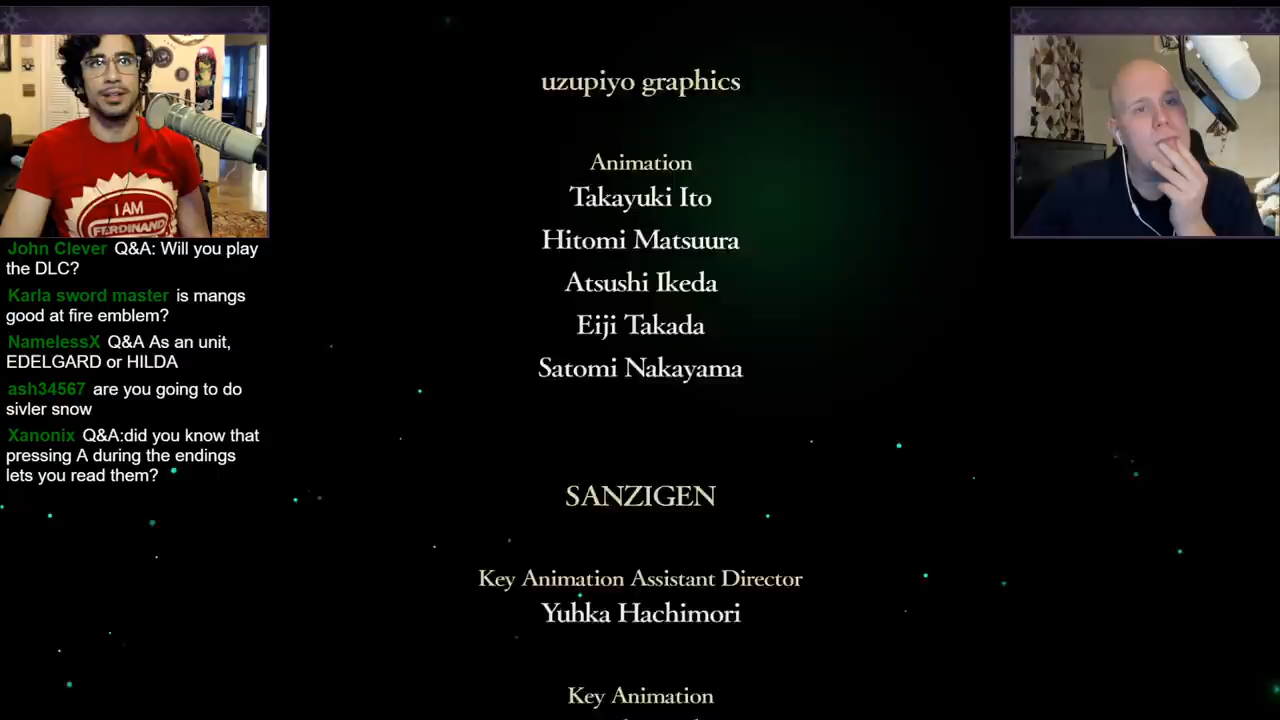 uzupiyo graphics
Animation
Takayuki Ito
Hitomi Matsuura
Atsushi Ikeda
Eiji Takada
Satomi Nakayama
SANZIGEN
Key Animation Assistant Director
Yuhka Hachimori
Key Animation
I AM
FERDINAND
John Clever Q&A: Will you play
the DLC?
Karla sword master is mangs
good at fire emblem?
NamelessX Q&A As an unit,
EDELGARD or HILDA
ash34567 are you going to do
sivler snow
Xanonix Q&A:did you know that
pressing A during the endings
lets you read them?